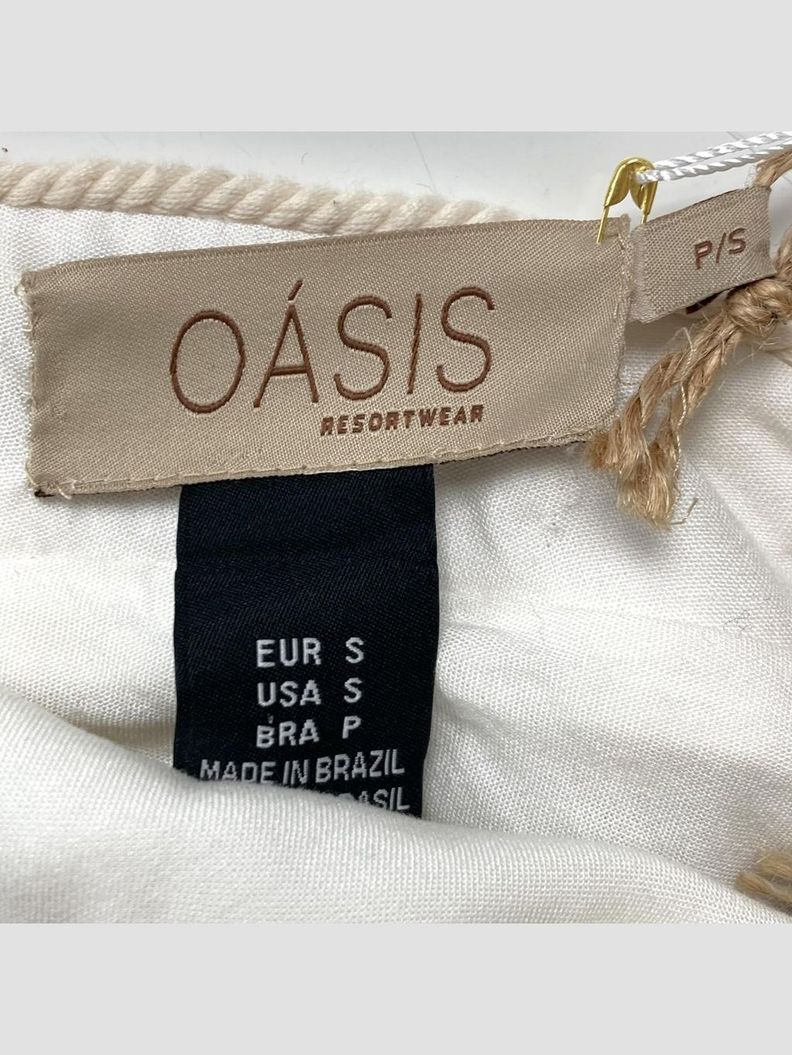 OÁSIS
RESORTWEAR
P/S
EUR S
USA S
BRA P
MADE IN BRAZIL